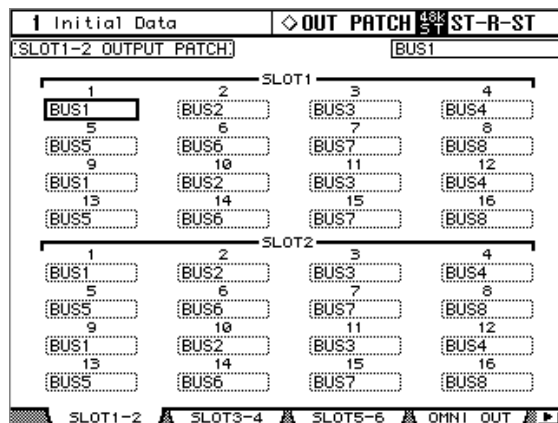 1 Initial Data ◇OUT PATCH 48k ST ST-R-ST
SLOT1-2 OUTPUT PATCH BUS1
SLOT1
1 2 3 4
BUS1 BUS2 BUS3 BUS4
5 6 7 8
BUS5 BUS6 BUS7 BUS8
9 10 11 12
BUS1 BUS2 BUS3 BUS4
13 14 15 16
BUS5 BUS6 BUS7 BUS8
SLOT2
1 2 3 4
BUS1 BUS2 BUS3 BUS4
5 6 7 8
BUS5 BUS6 BUS7 BUS8
9 10 11 12
BUS1 BUS2 BUS3 BUS4
13 14 15 16
BUS5 BUS6 BUS7 BUS8
SLOT1-2 SLOT3-4 SLOT5-6 OMNI OUT